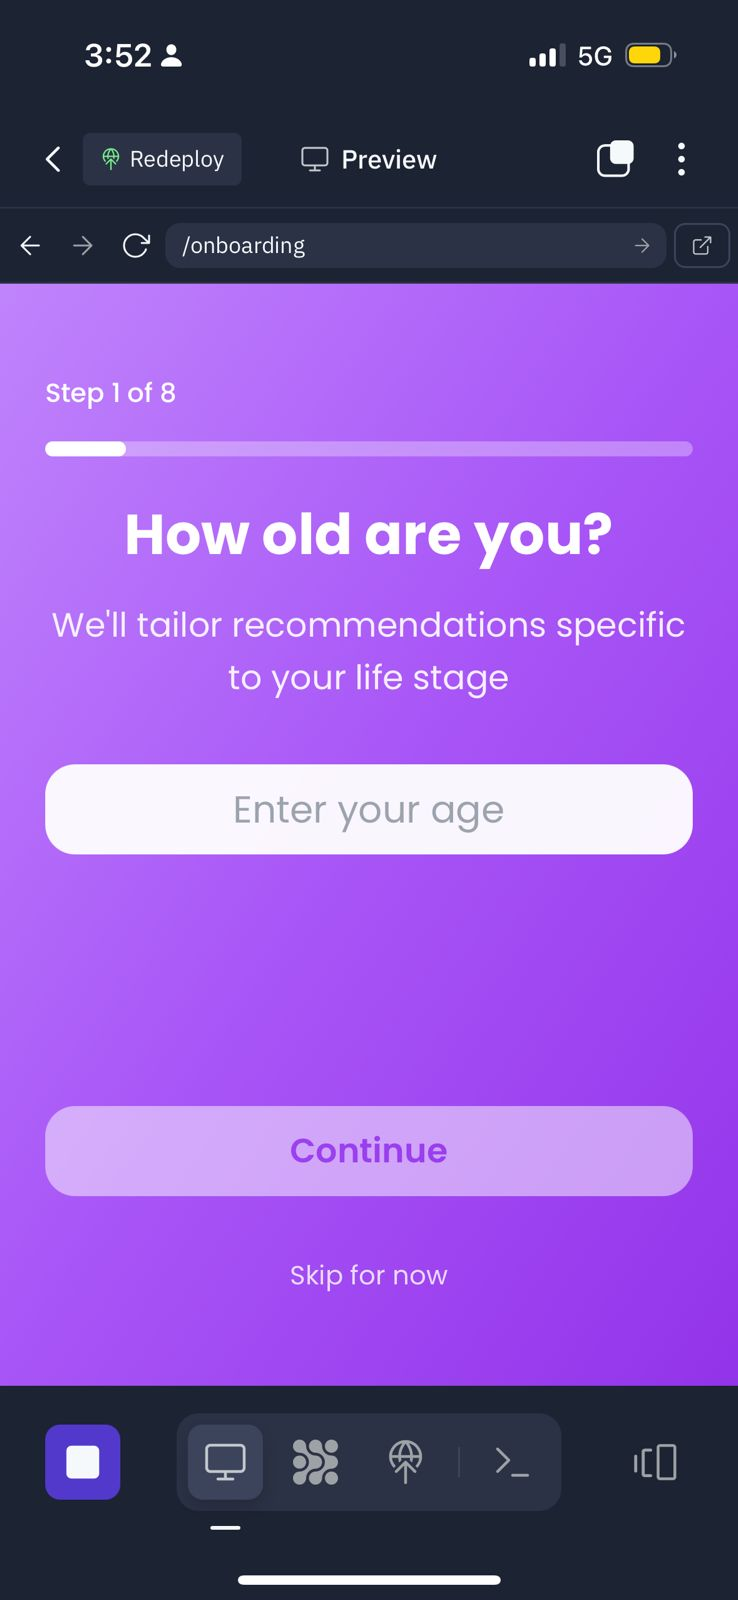 3:52
5G
Redeploy
Preview
/onboarding
Step 1 of 8
How old are you?
We'll tailor recommendations specific
to your life stage
Enter your age
Continue
Skip for now